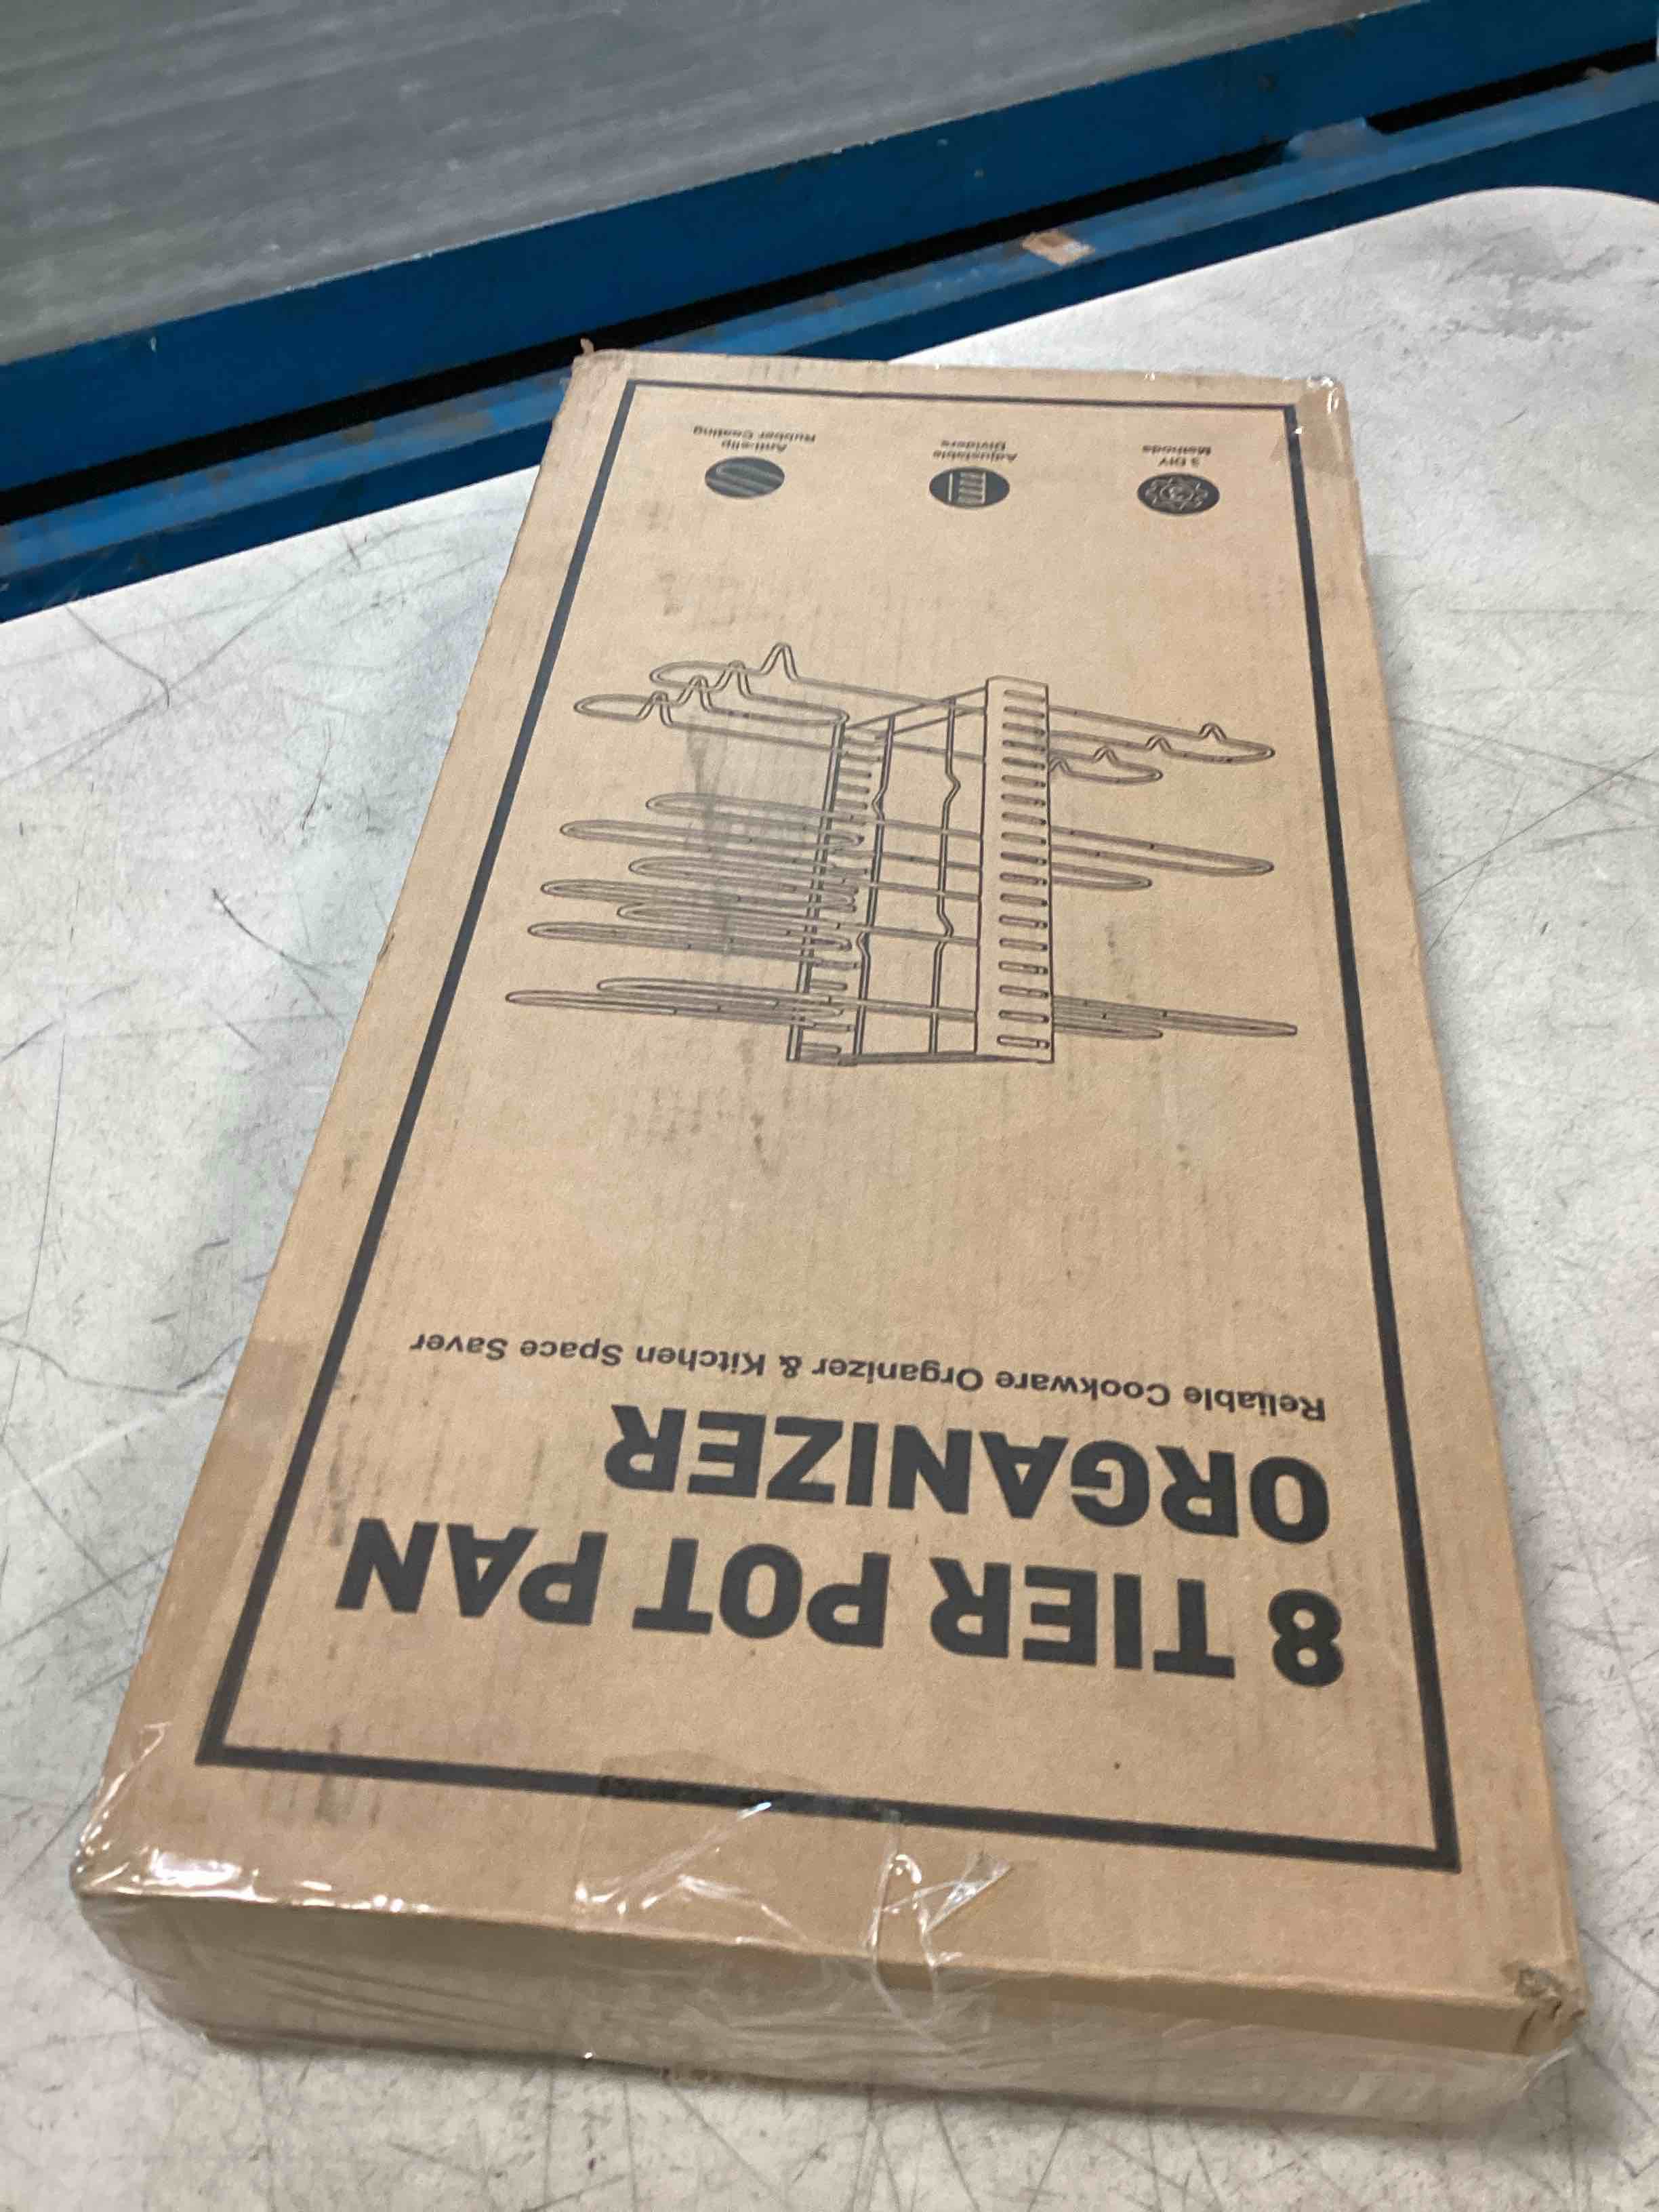 8 TIER POT PAN
ORGANIZER
Reliable Cookware Organizer & Kitchen Space Saver
3 DIY
Methods
Adjustable
Dividers
Anti-slip
Rubber Coating